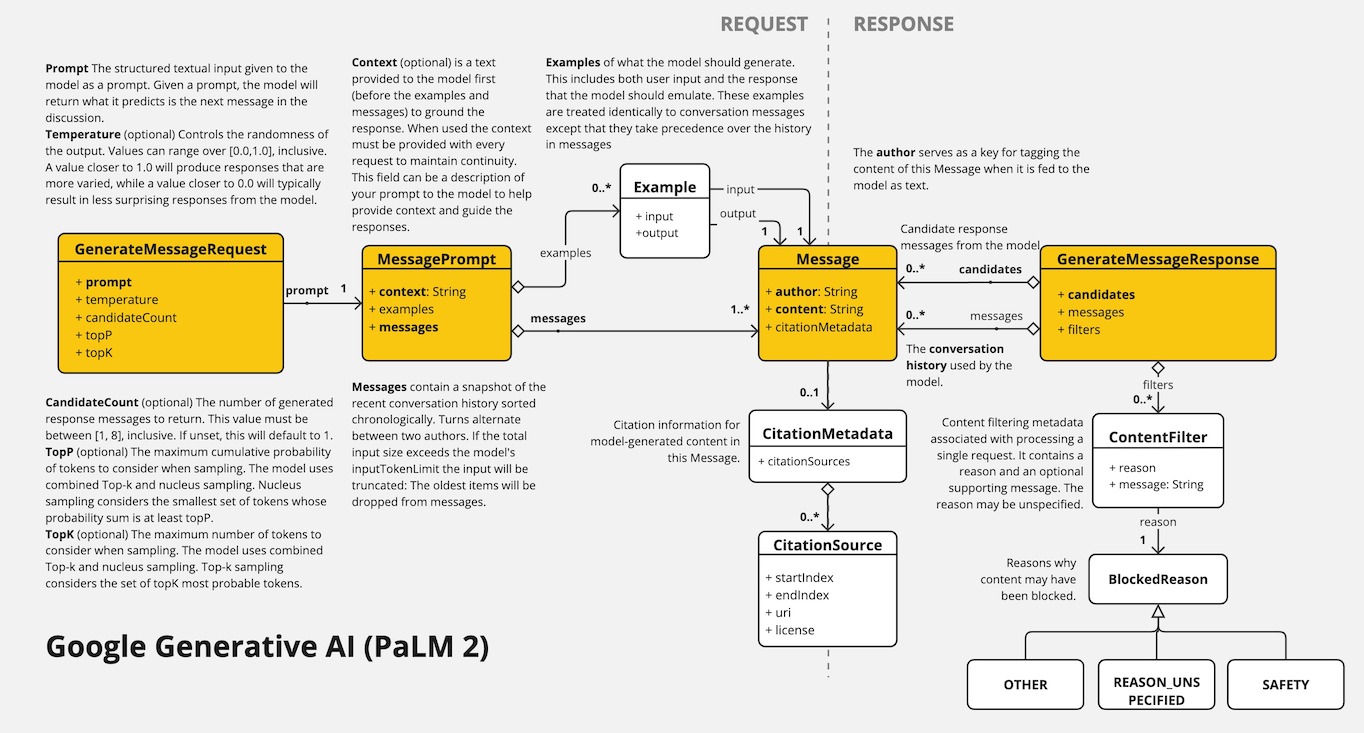 REQUEST
RESPONSE
Prompt The structured textual input given to the
model as a prompt. Given a prompt, the model will
return what it predicts is the next message in the
discussion.
Temperature (optional) Controls the randomness of
the output. Values can range over [0.0,1.0], inclusive.
A value closer to 1.0 will produce responses that are
more varied, while a value closer to 0.0 will typically
result in less surprising responses from the model.
Context (optional) is a text
provided to the model first
(before the examples and
messages) to ground the
response. When used the context
must be provided with every
request to maintain continuity.
This field can be a description of
your prompt to the model to help
provide context and guide the
responses.
Examples of what the model should generate.
This includes both user input and the response
that the model should emulate. These examples
are treated identically to conversation messages
except that they take precedence over the history
in messages
The author serves as a key for tagging the
content of this Message when it is fed to the
model as text.
0..*
Example
+ input
+output
input
output
1
1
examples
GenerateMessageRequest
+ prompt
+ temperature
+ candidateCount
+ topP
+ topK
prompt
1
MessagePrompt
+ context: String
+ examples
+ messages
messages
1..*
Message
+ author: String
+ content: String
+ citationMetadata
Candidate response
messages from the model
0..*
candidates
0..*
messages
The conversation
history used by the
model.
GenerateMessageResponse
+ candidates
+ messages
+ filters
CandidateCount (optional) The number of generated
response messages to return. This value must be
between [1, 8], inclusive. If unset, this will default to 1.
TopP (optional) The maximum cumulative probability
of tokens to consider when sampling. The model uses
combined Top-k and nucleus sampling. Nucleus
sampling considers the smallest set of tokens whose
probability sum is at least topP.
TopK (optional) The maximum number of tokens to
consider when sampling. The model uses combined
Top-k and nucleus sampling. Top-k sampling
considers the set of topK most probable tokens.
Messages contain a snapshot of the
recent conversation history sorted
chronologically. Turns alternate
between two authors. If the total
input size exceeds the model's
inputTokenLimit the input will be
truncated: The oldest items will be
dropped from messages.
0..1
Citation information for
model-generated content in
this Message.
CitationMetadata
+ citationSources
0..*
CitationSource
+ startIndex
+ endIndex
+ uri
+ license
filters
0..*
Content filtering metadata
associated with processing a
single request. It contains a
reason and an optional
supporting message. The
reason may be unspecified.
ContentFilter
+ reason
+ message: String
reason
1
Reasons why
content may have
been blocked.
BlockedReason
OTHER
REASON_UNS
PECIFIED
SAFETY
Google Generative AI (PaLM 2)